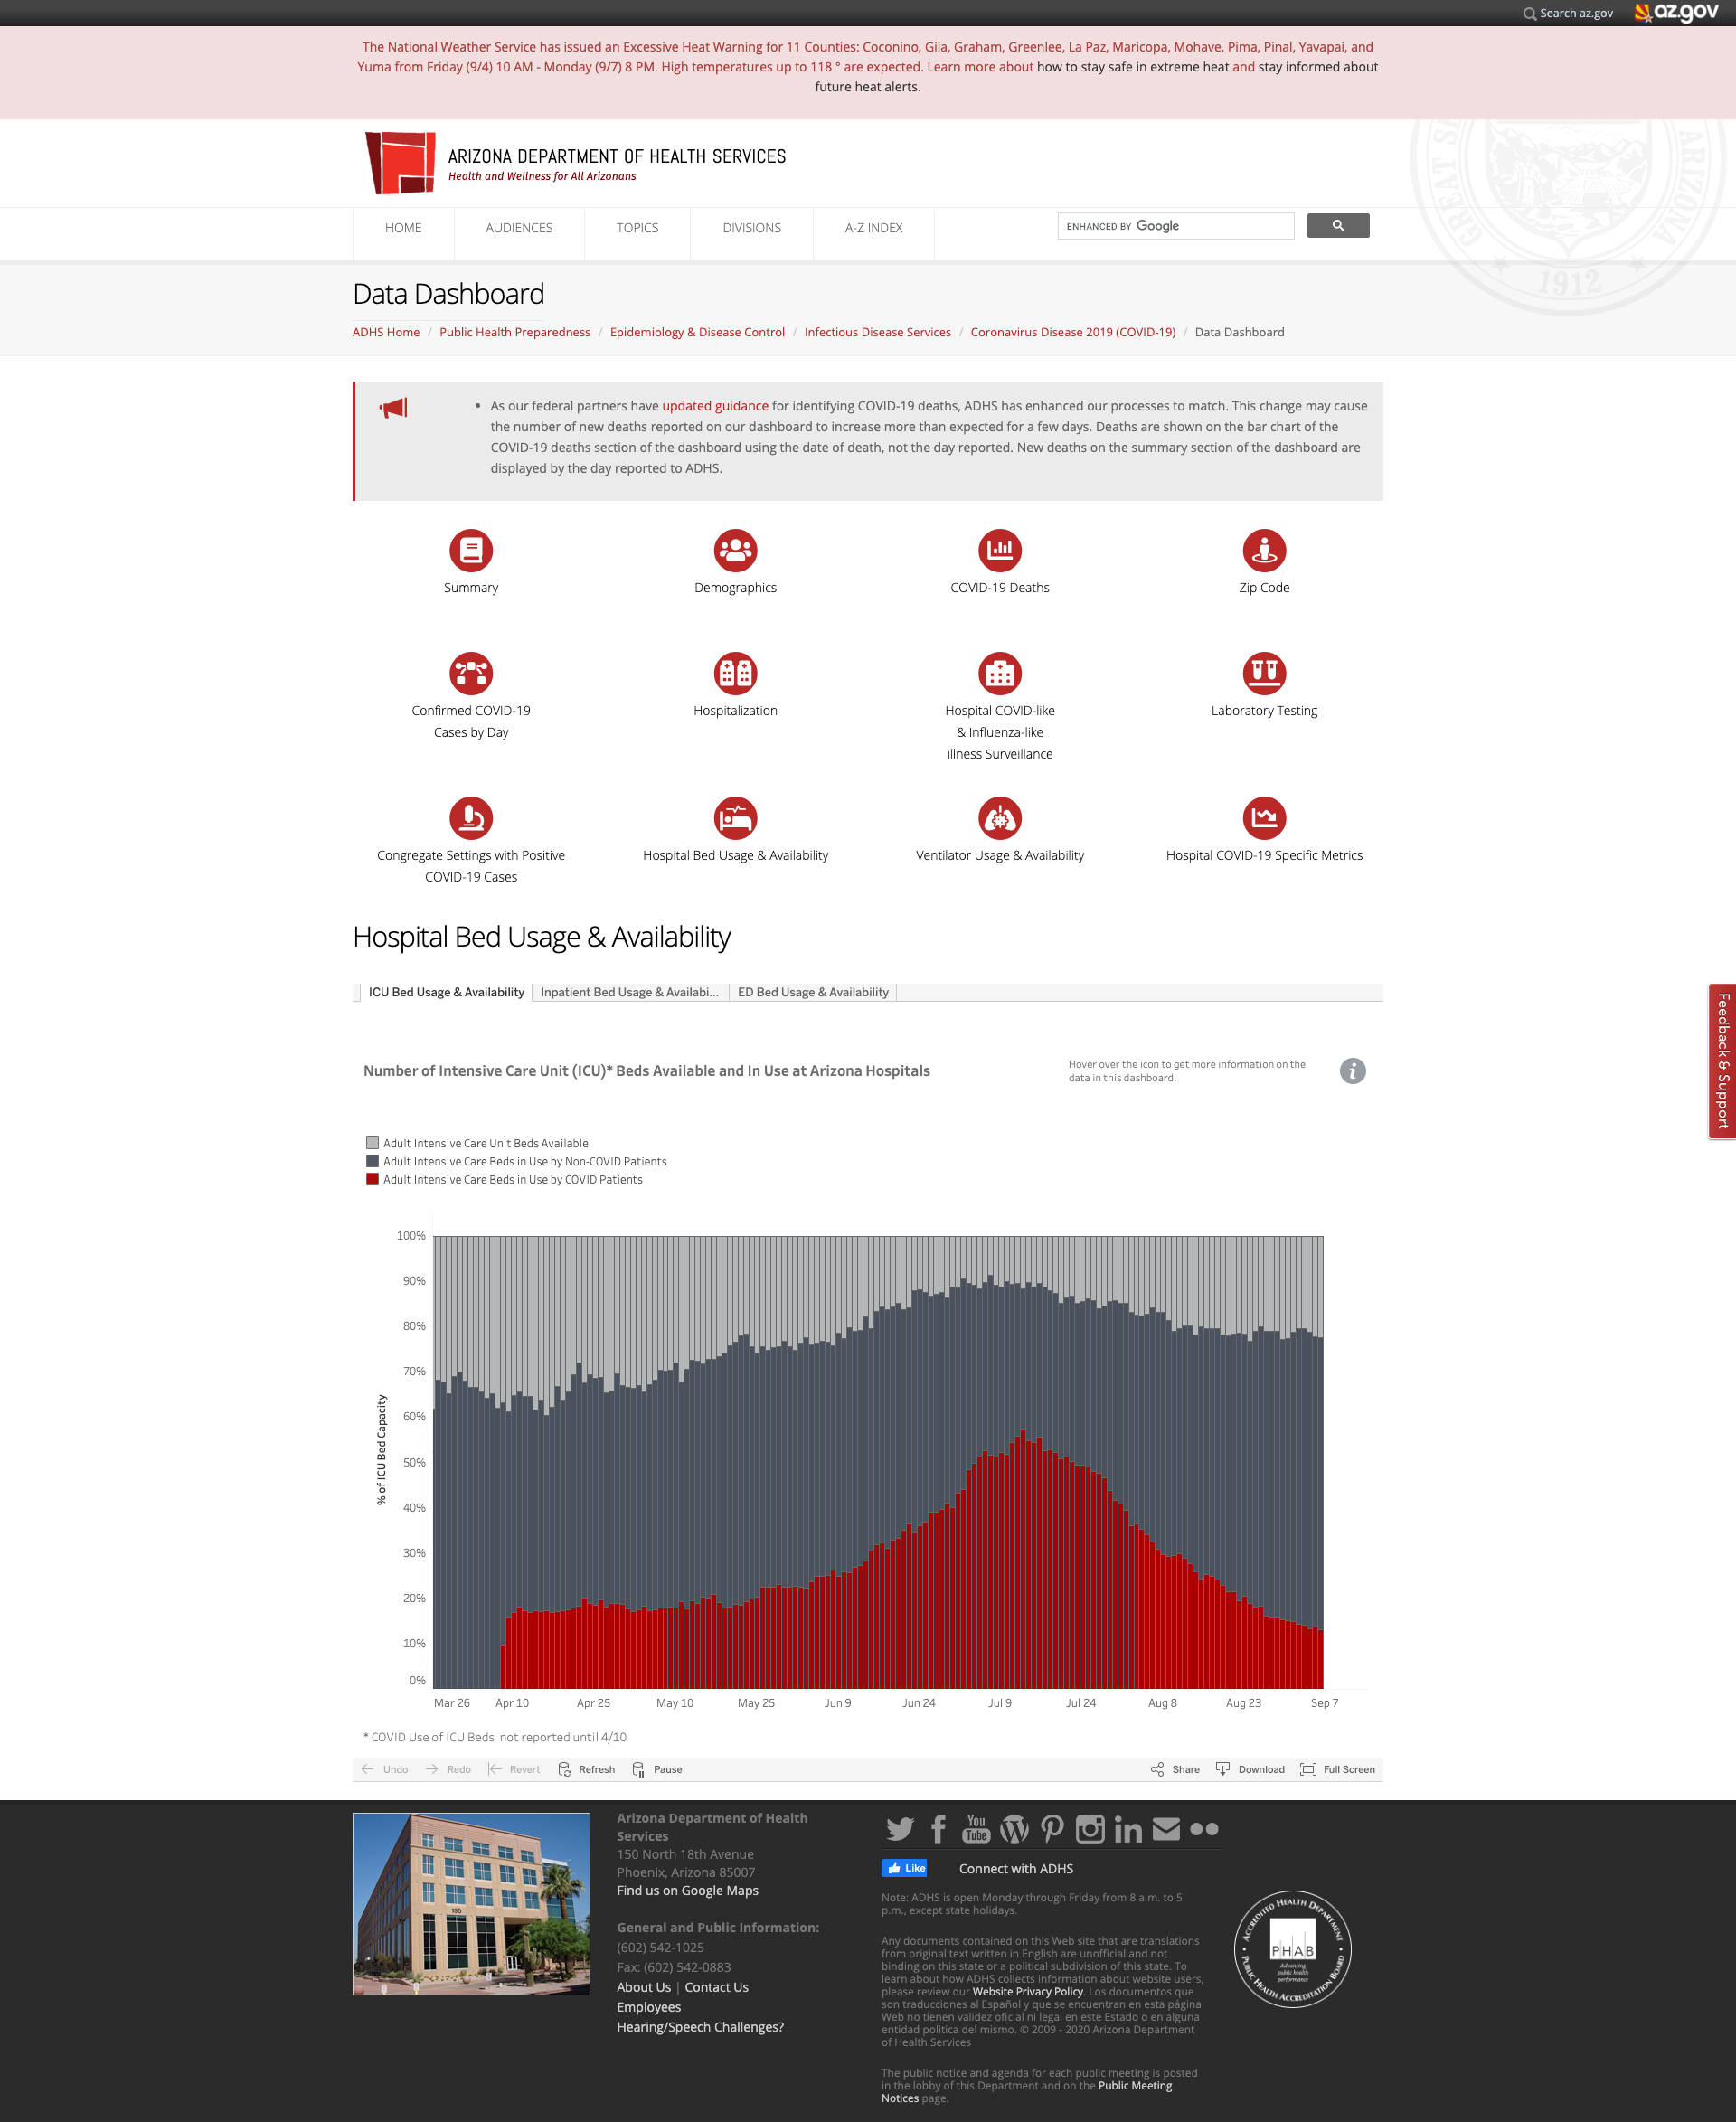 Search az.gov
az.gov
The National Weather Service has issued an Excessive Heat Warning for 11 Counties: Coconino, Gila, Graham, Greenlee, La Paz, Maricopa, Mohave, Pima, Pinal, Yavapai, and
Yuma from Friday (9/4) 10 AM - Monday (9/7) 8 PM. High temperatures up to 118 ° are expected. Learn more about how to stay safe in extreme heat and stay informed about
future heat alerts.
ARIZONA DEPARTMENT OF HEALTH SERVICES
Health and Wellness for All Arizonans
GREAT ARIZONA
1912
HOME
AUDIENCES
TOPICS
DIVISIONS
A-Z INDEX
ENHANCED BY Google
Data Dashboard
ADHS Home / Public Health Preparedness / Epidemiology & Disease Control / Infectious Disease Services / Coronavirus Disease 2019 (COVID-19) / Data Dashboard
• As our federal partners have updated guidance for identifying COVID-19 deaths, ADHS has enhanced our processes to match. This change may cause
the number of new deaths reported on our dashboard to increase more than expected for a few days. Deaths are shown on the bar chart of the
COVID-19 deaths section of the dashboard using the date of death, not the day reported. New deaths on the summary section of the dashboard are
displayed by the day reported to ADHS.
Summary
Demographics
COVID-19 Deaths
Zip Code
Confirmed COVID-19
Cases by Day
Hospitalization
Hospital COVID-like
& Influenza-like
illness Surveillance
Laboratory Testing
Congregate Settings with Positive
COVID-19 Cases
Hospital Bed Usage & Availability
Ventilator Usage & Availability
Hospital COVID-19 Specific Metrics
Hospital Bed Usage & Availability
ICU Bed Usage & Availability
Inpatient Bed Usage & Availabi...
ED Bed Usage & Availability
Feedback & Support
Number of Intensive Care Unit (ICU)* Beds Available and In Use at Arizona Hospitals
Hover over the icon to get more information on the
data in this dashboard.
i
Adult Intensive Care Unit Beds Available
Adult Intensive Care Beds in Use by Non-COVID Patients
Adult Intensive Care Beds in Use by COVID Patients
% of ICU Bed Capacity
100%
90%
80%
70%
60%
50%
40%
30%
20%
10%
0%
Mar 26 Apr 10 Apr 25 May 10 May 25 Jun 9 Jun 24 Jul 9 Jul 24 Aug 8 Aug 23 Sep 7
* COVID Use of ICU Beds not reported until 4/10
Undo Redo Revert Refresh Pause Share Download Full Screen
150
Arizona Department of Health
Services
150 North 18th Avenue
Phoenix, Arizona 85007
Find us on Google Maps
General and Public Information:
(602) 542-1025
Fax: (602) 542-0883
About Us | Contact Us
Employees
Hearing/Speech Challenges?
You Tube
in
Like
Connect with ADHS
Note: ADHS is open Monday through Friday from 8 a.m. to 5
p.m., except state holidays.
Any documents contained on this Web site that are translations
from original text written in English are unofficial and not
binding on this state or a political subdivision of this state. To
learn about how ADHS collects information about website users,
please review our Website Privacy Policy. Los documentos que
son traducciones al Español y que se encuentran en esta página
Web no tienen validez oficial ni legal en este Estado o en alguna
entidad politica del mismo. © 2009 - 2020 Arizona Department
of Health Services
The public notice and agenda for each public meeting is posted
in the lobby of this Department and on the Public Meeting
Notices page.
ACCREDITED HEALTH DEPARTMENT
PHAB
Advancing
public health
performance
PUBLIC HEALTH ACCREDITATION BOARD